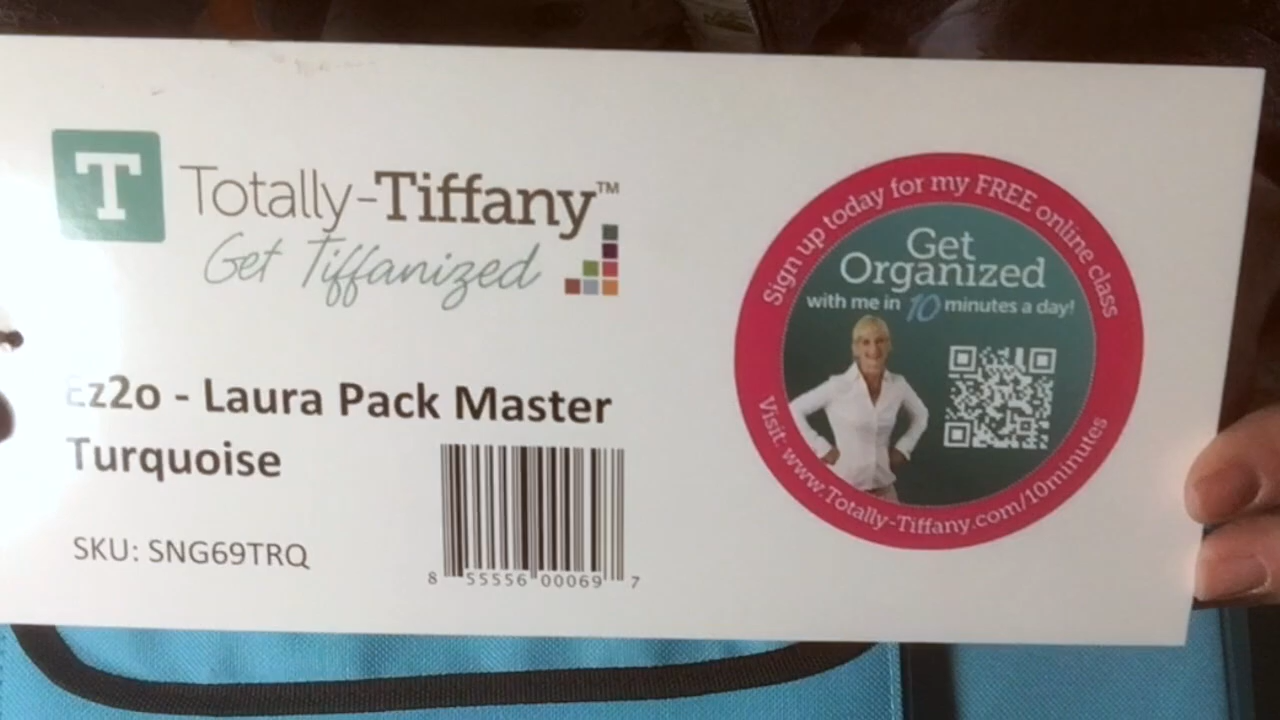 T
Totally-Tiffany™
Get Tiffanized
Ez2o - Laura Pack Master
Turquoise
SKU: SNG69TRQ
8 55556 00069 7
Sign up today for my FREE online class
Get
Organized
with me in 10 minutes a day!
Visit: www.Totally-Tiffany.com/10minutes